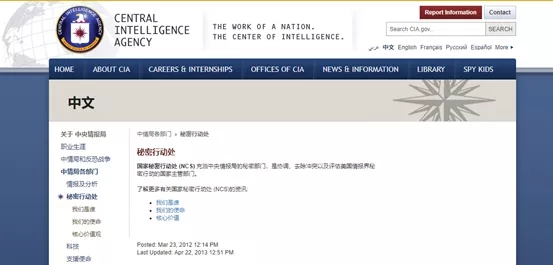 Report Information Contact
CENTRAL
INTELLIGENCE
AGENCY
THE WORK OF A NATION.
THE CENTER OF INTELLIGENCE.
Search CIA.gov... SEARCH
عربي 中文 English Français Русский Español More
HOME ABOUT CIA CAREERS & INTERNSHIPS OFFICES OF CIA NEWS & INFORMATION LIBRARY SPY KIDS
中文
关于 中央情报局
职业生涯
中情局和反恐战争
中情局各部门
情报及分析
秘密行动处
我们是谁
我们的使命
核心价值观
科技
支援使命
中情局各部门 » 秘密行动处
秘密行动处
国家秘密行动处 (NCS) 充当中央情报局的秘密部门，是协调、去除冲突以及评估美国情报界秘
密行动的国家主管部门。
了解更多有关国家秘密行动处 (NCS)的资讯:
我们是谁
我们的使命
核心价值
Posted: Mar 23, 2012 12:14 PM
Last Updated: Apr 22, 2013 12:51 PM